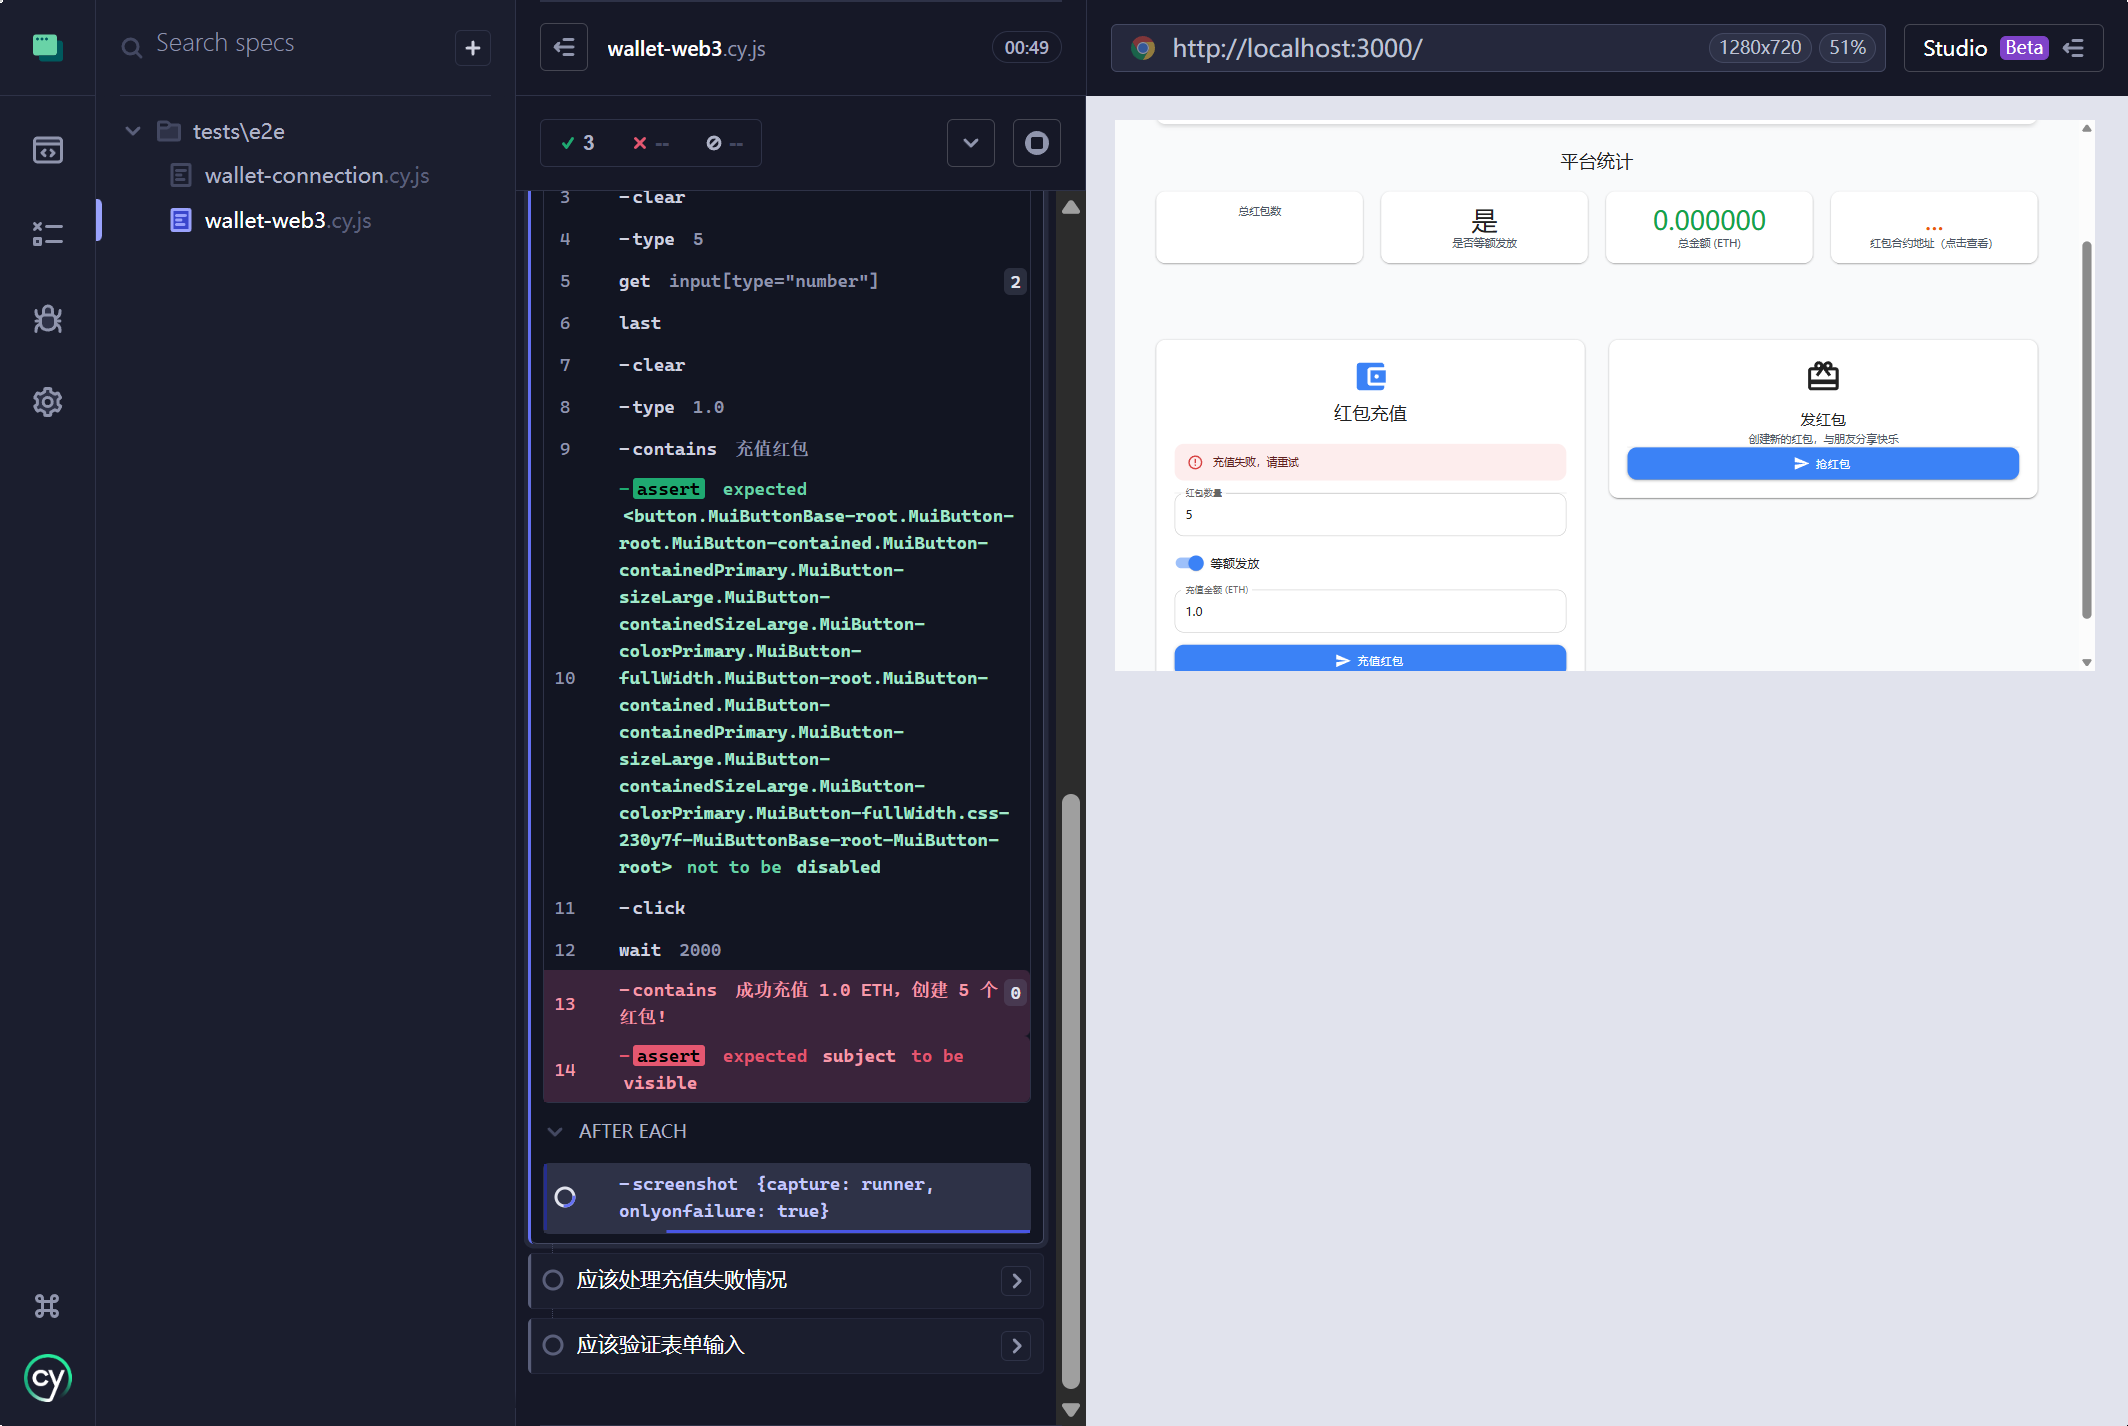 Search specs
tests\e2e
wallet-connection.cy.js
wallet-web3.cy.js
cy
wallet-web3.cy.js
00:49
3
--
--
3 -clear
4 -type 5
5 get input[type="number"] 2
6 last
7 -clear
8 -type 1.0
9 -contains 充值红包
-assert expected
<button.MuiButtonBase-root.MuiButton-
root.MuiButton-contained.MuiButton-
containedPrimary.MuiButton-
sizeLarge.MuiButton-
containedSizeLarge.MuiButton-
colorPrimary.MuiButton-
10 fullWidth.MuiButton-root.MuiButton-
contained.MuiButton-
containedPrimary.MuiButton-
sizeLarge.MuiButton-
containedSizeLarge.MuiButton-
colorPrimary.MuiButton-fullWidth.css-
230y7f-MuiButtonBase-root-MuiButton-
root> not to be disabled
11 -click
12 wait 2000
13 -contains 成功充值 1.0 ETH，创建 5 个 0
红包！
14 -assert expected subject to be
visible
AFTER EACH
-screenshot {capture: runner,
onlyonfailure: true}
应该处理充值失败情况
应该验证表单输入
http://localhost:3000/
1280x720
51%
Studio Beta
平台统计
总红包数
是
是否等额发放
0.000000
总金额 (ETH)
...
红包合约地址（点击查看）
红包充值
充值失败，请重试
红包数量
5
等额发放
充值金额 (ETH)
1.0
充值红包
发红包
创建新的红包，与朋友分享快乐
抢红包